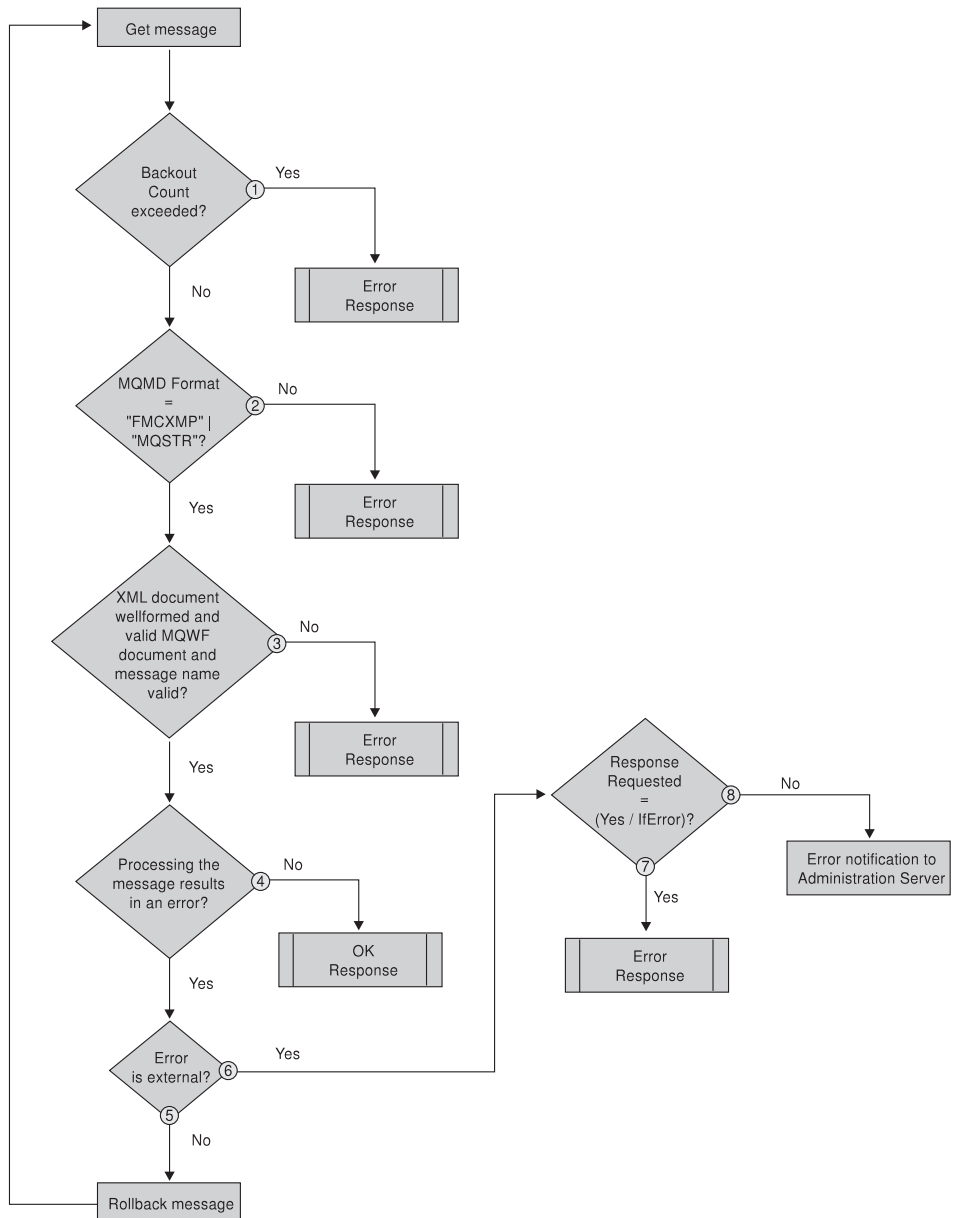 Get message
Backout
Count
exceeded?
1
Yes
Error
Response
No
MQMD Format
=
"FMCXMP" |
"MQSTR"?
2
No
Error
Response
Yes
XML document
wellformed and
valid MQWF
document and
message name
valid?
3
No
Error
Response
Yes
Processing the
message results
in an error?
4
No
OK
Response
Yes
Error
is external?
6
Yes
5
No
Rollback message
Response
Requested
=
(Yes / IfError)?
8
No
Error notification to
Administration Server
7
Yes
Error
Response